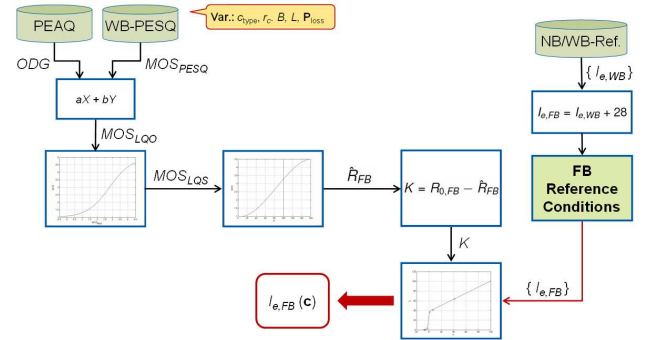 PEAQ
WB-PESQ
Var.: c_type, r_c, B, L, P_loss
NB/WB-Ref.
ODG
MOS_PESQ
{ I_e,WB }
aX + bY
I_e,FB = I_e,WB + 28
MOS_LQO
MOS_LQS
R̂_FB
K = R_0,FB − R̂_FB
FB
Reference
Conditions
K
{ I_e,FB }
I_e,FB (c)